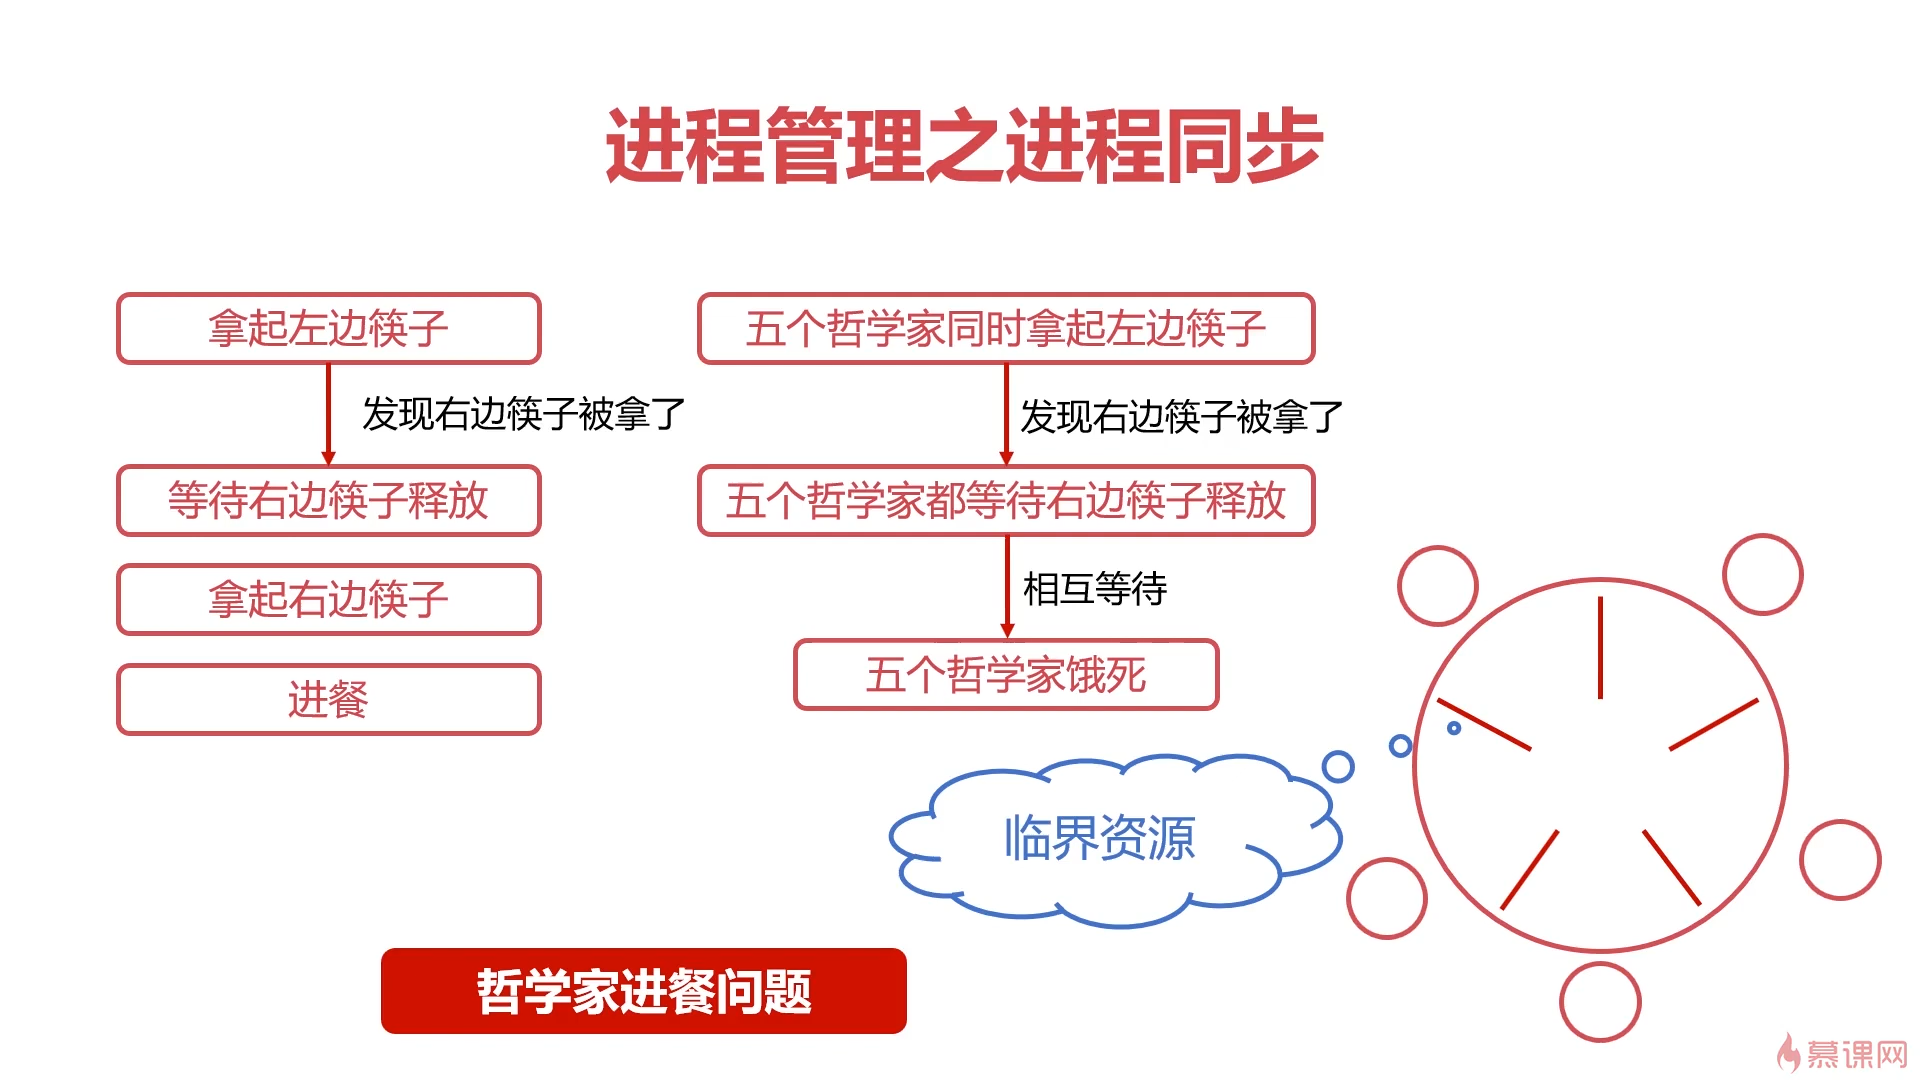 进程管理之进程同步
拿起左边筷子
发现右边筷子被拿了
等待右边筷子释放
拿起右边筷子
进餐
五个哲学家同时拿起左边筷子
发现右边筷子被拿了
五个哲学家都等待右边筷子释放
相互等待
五个哲学家饿死
临界资源
哲学家进餐问题
慕课网